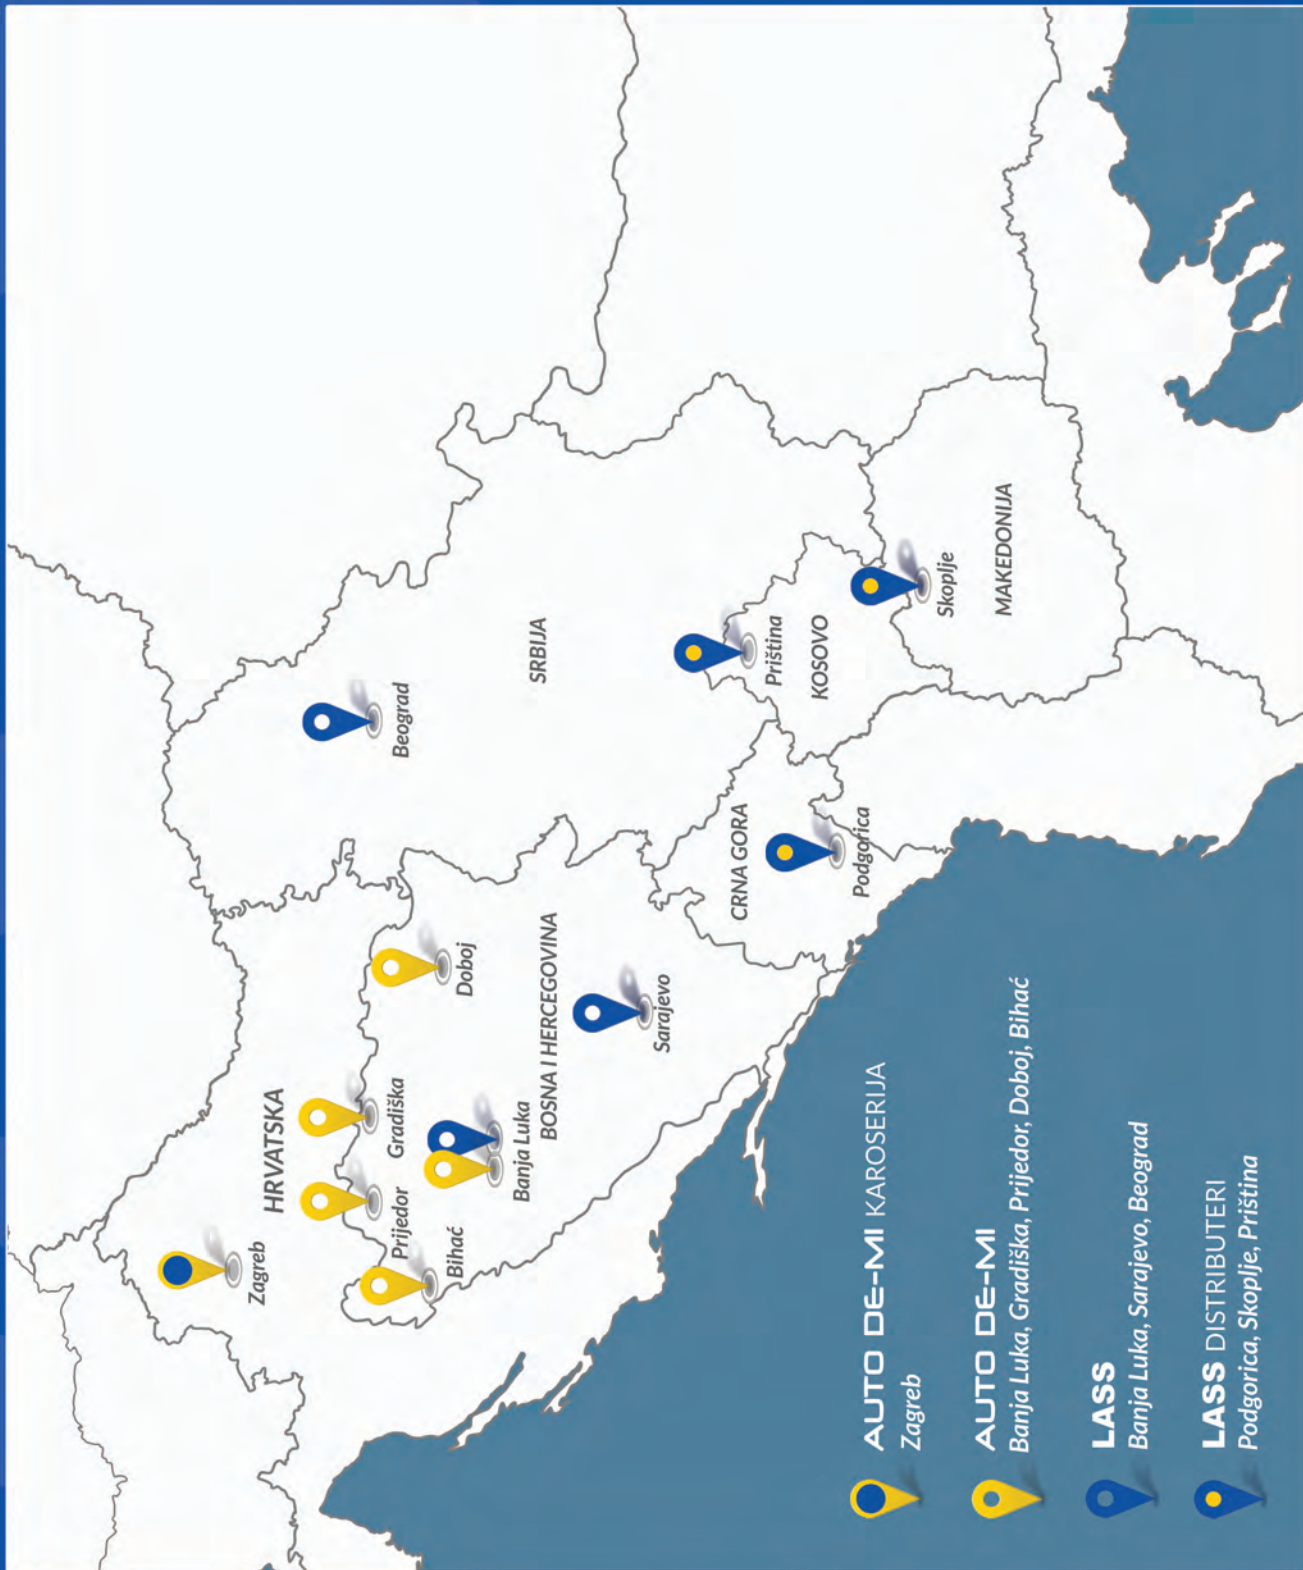 Zagreb
HRVATSKA
Prijedor
Gradiška
Bihać
Banja Luka
Doboj
BOSNA I HERCEGOVINA
Sarajevo
Beograd
SRBIJA
CRNA GORA
Podgorica
Priština
KOSOVO
Skoplje
MAKEDONIJA
AUTO DE-MI KAROSERIJA
Zagreb
AUTO DE-MI
Banja Luka, Gradiška, Prijedor, Doboj, Bihać
LASS
Banja Luka, Sarajevo, Beograd
LASS DISTRIBUTERI
Podgorica, Skoplje, Priština